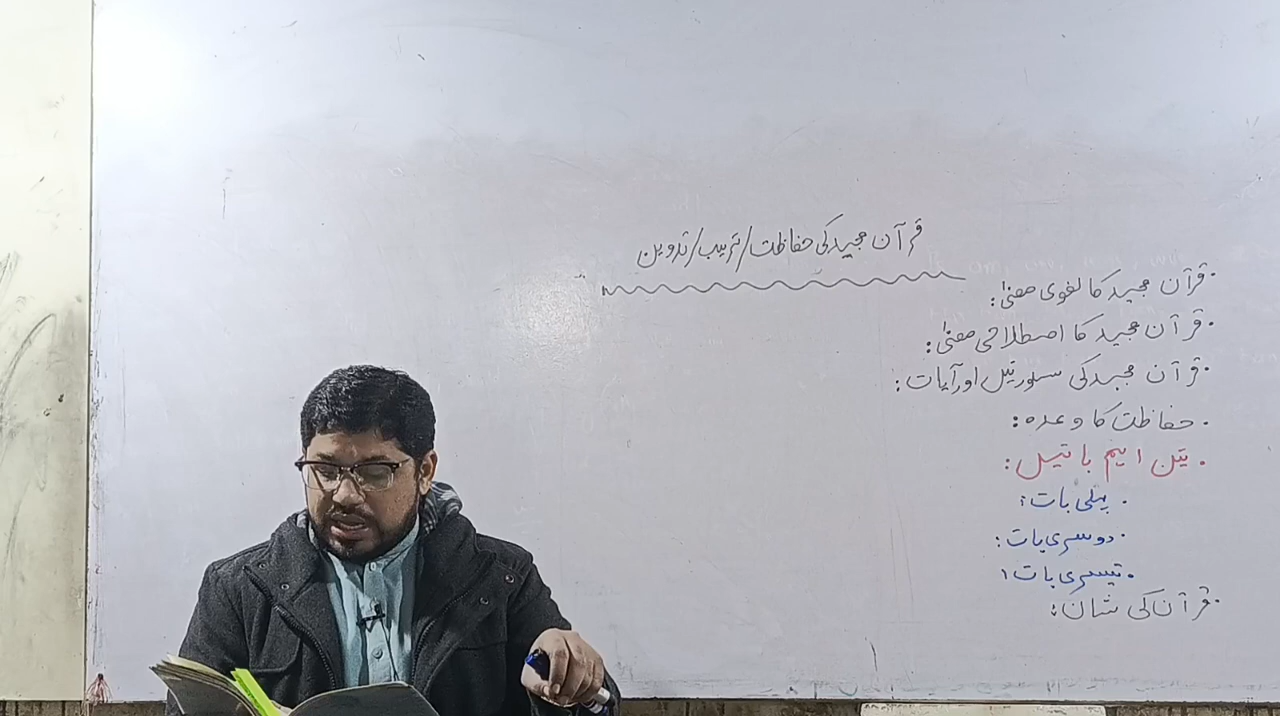 قرآن مجید کی حفاظت/ترتیب/تدوین
۔ قرآن مجید کا لغوی معنیٰ:
۔ قرآن مجید کا اصطلاحی معنیٰ:
۔ قرآن مجید کی سورتیں اور آیات:
۔ حفاظت کا وعدہ:
۔ تین اہم باتیں:
۔ پہلی بات:
۔ دوسری بات:
۔ تیسری بات:
۔ قرآن کی شان: